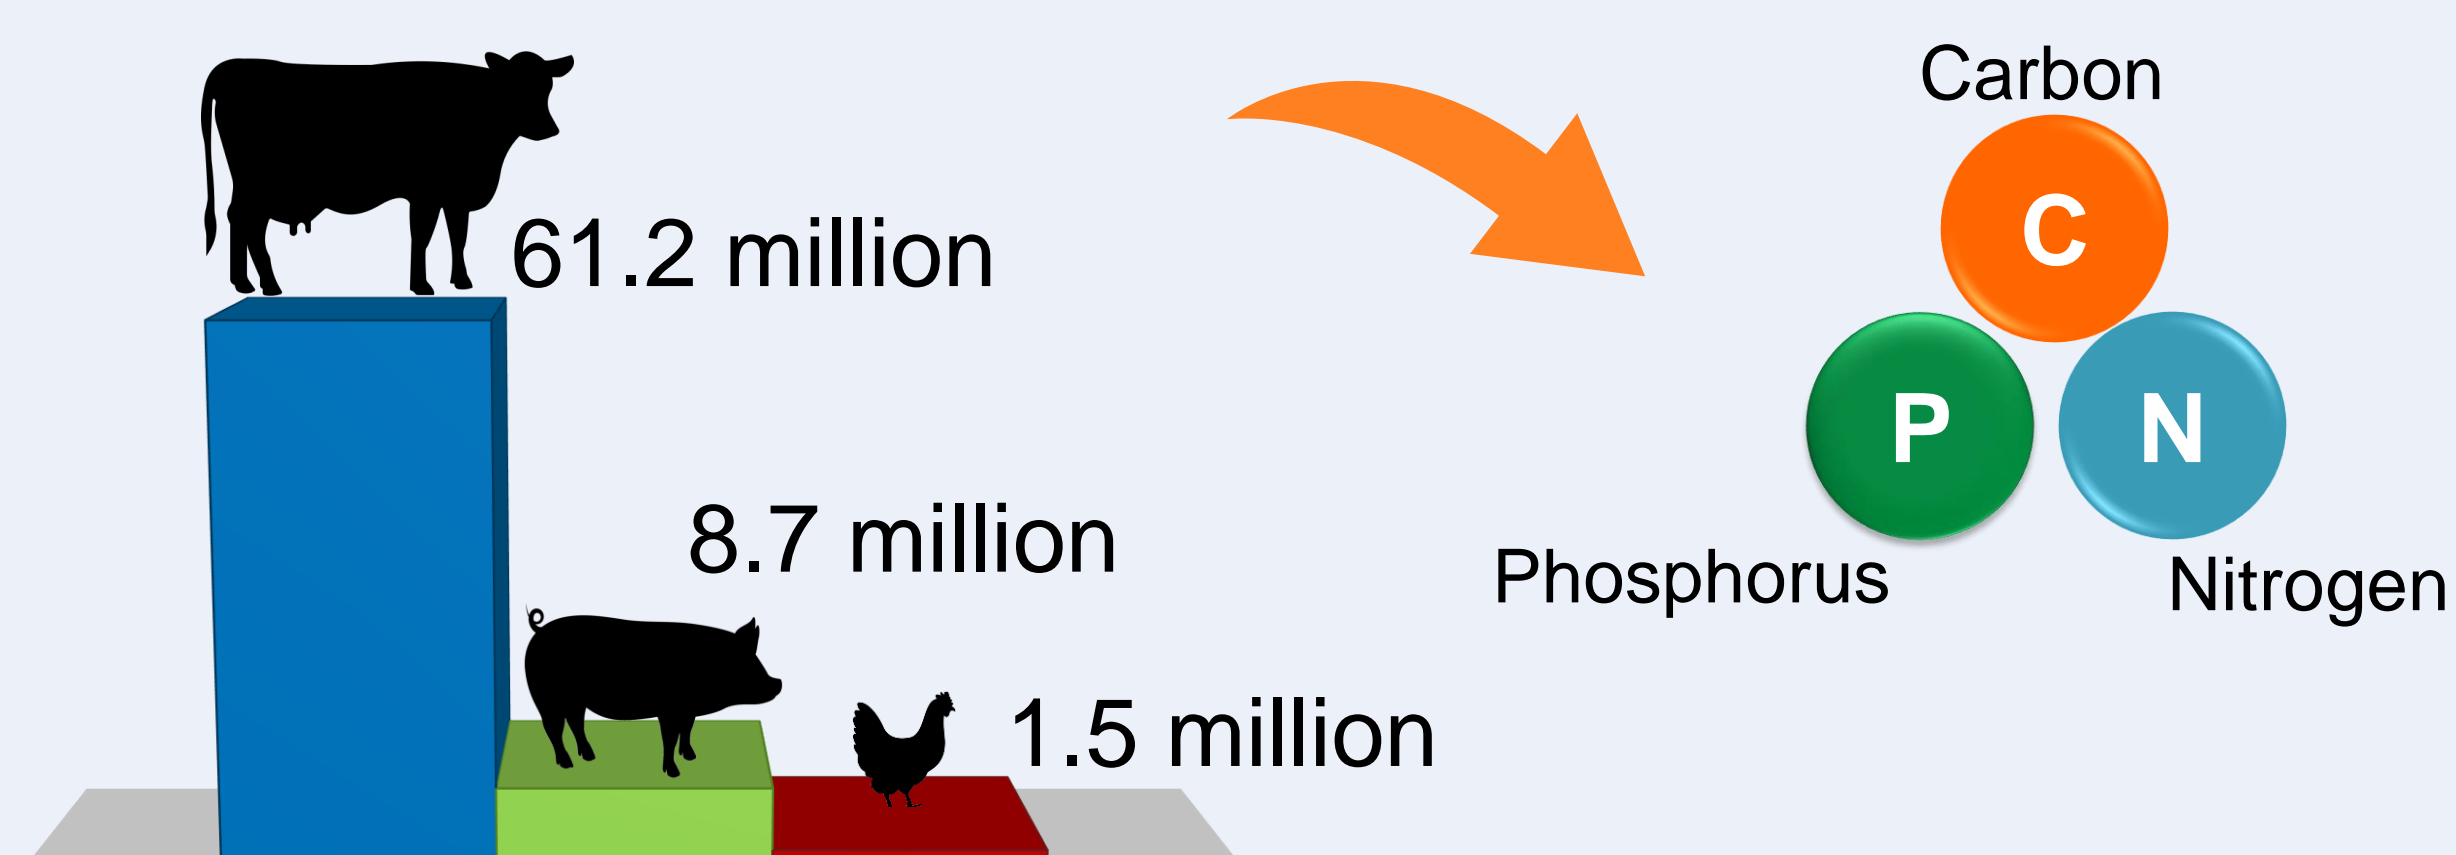 61.2 million
8.7 million
1.5 million
Carbon
C
P
N
Phosphorus
Nitrogen